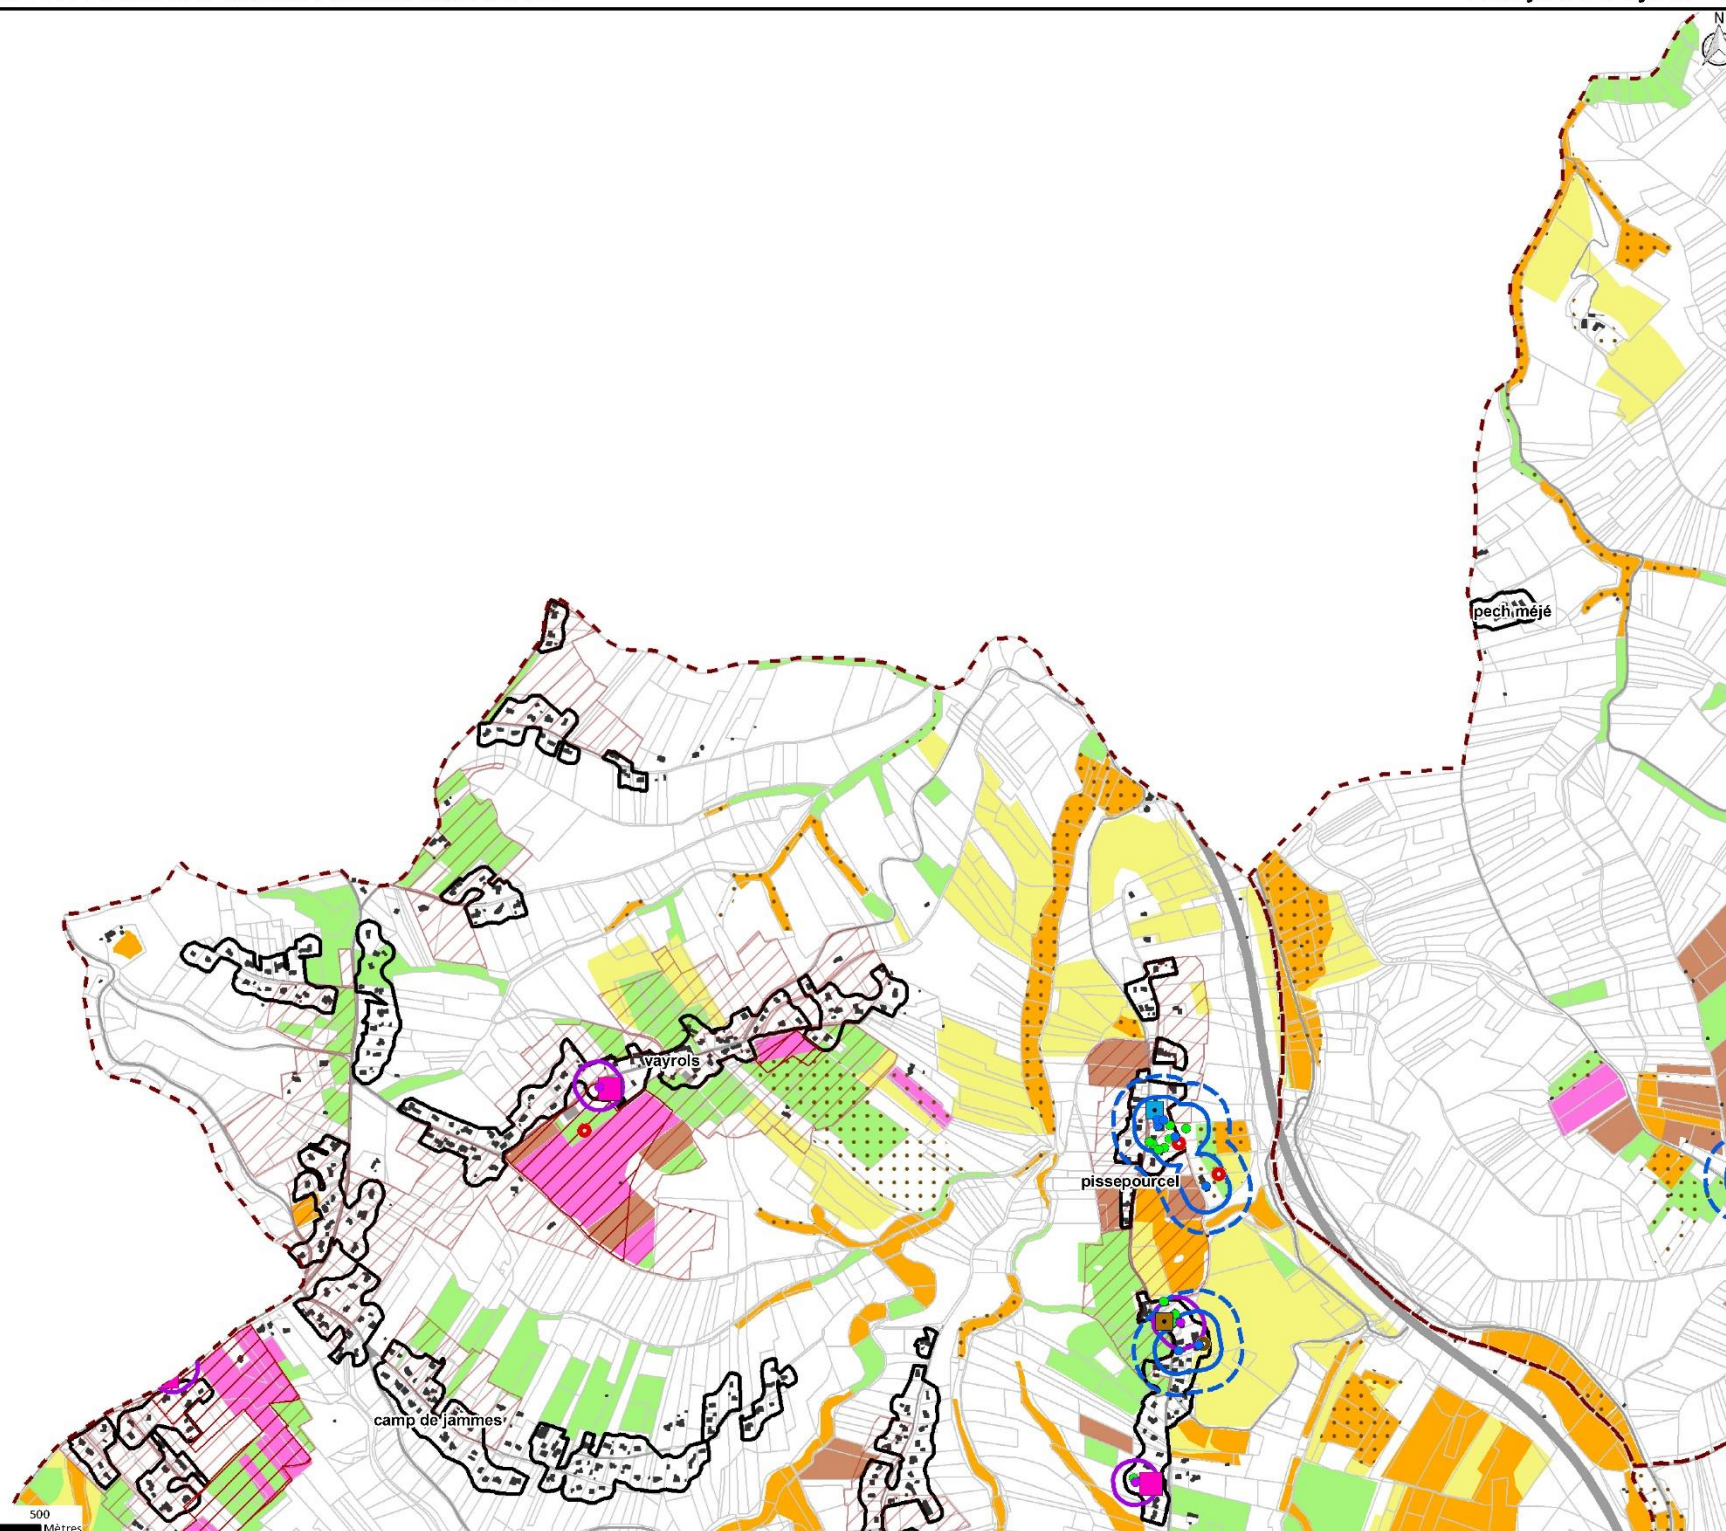 N
pech méjé
vayrols
pissepourcel
camp de jammes
500
Mètres